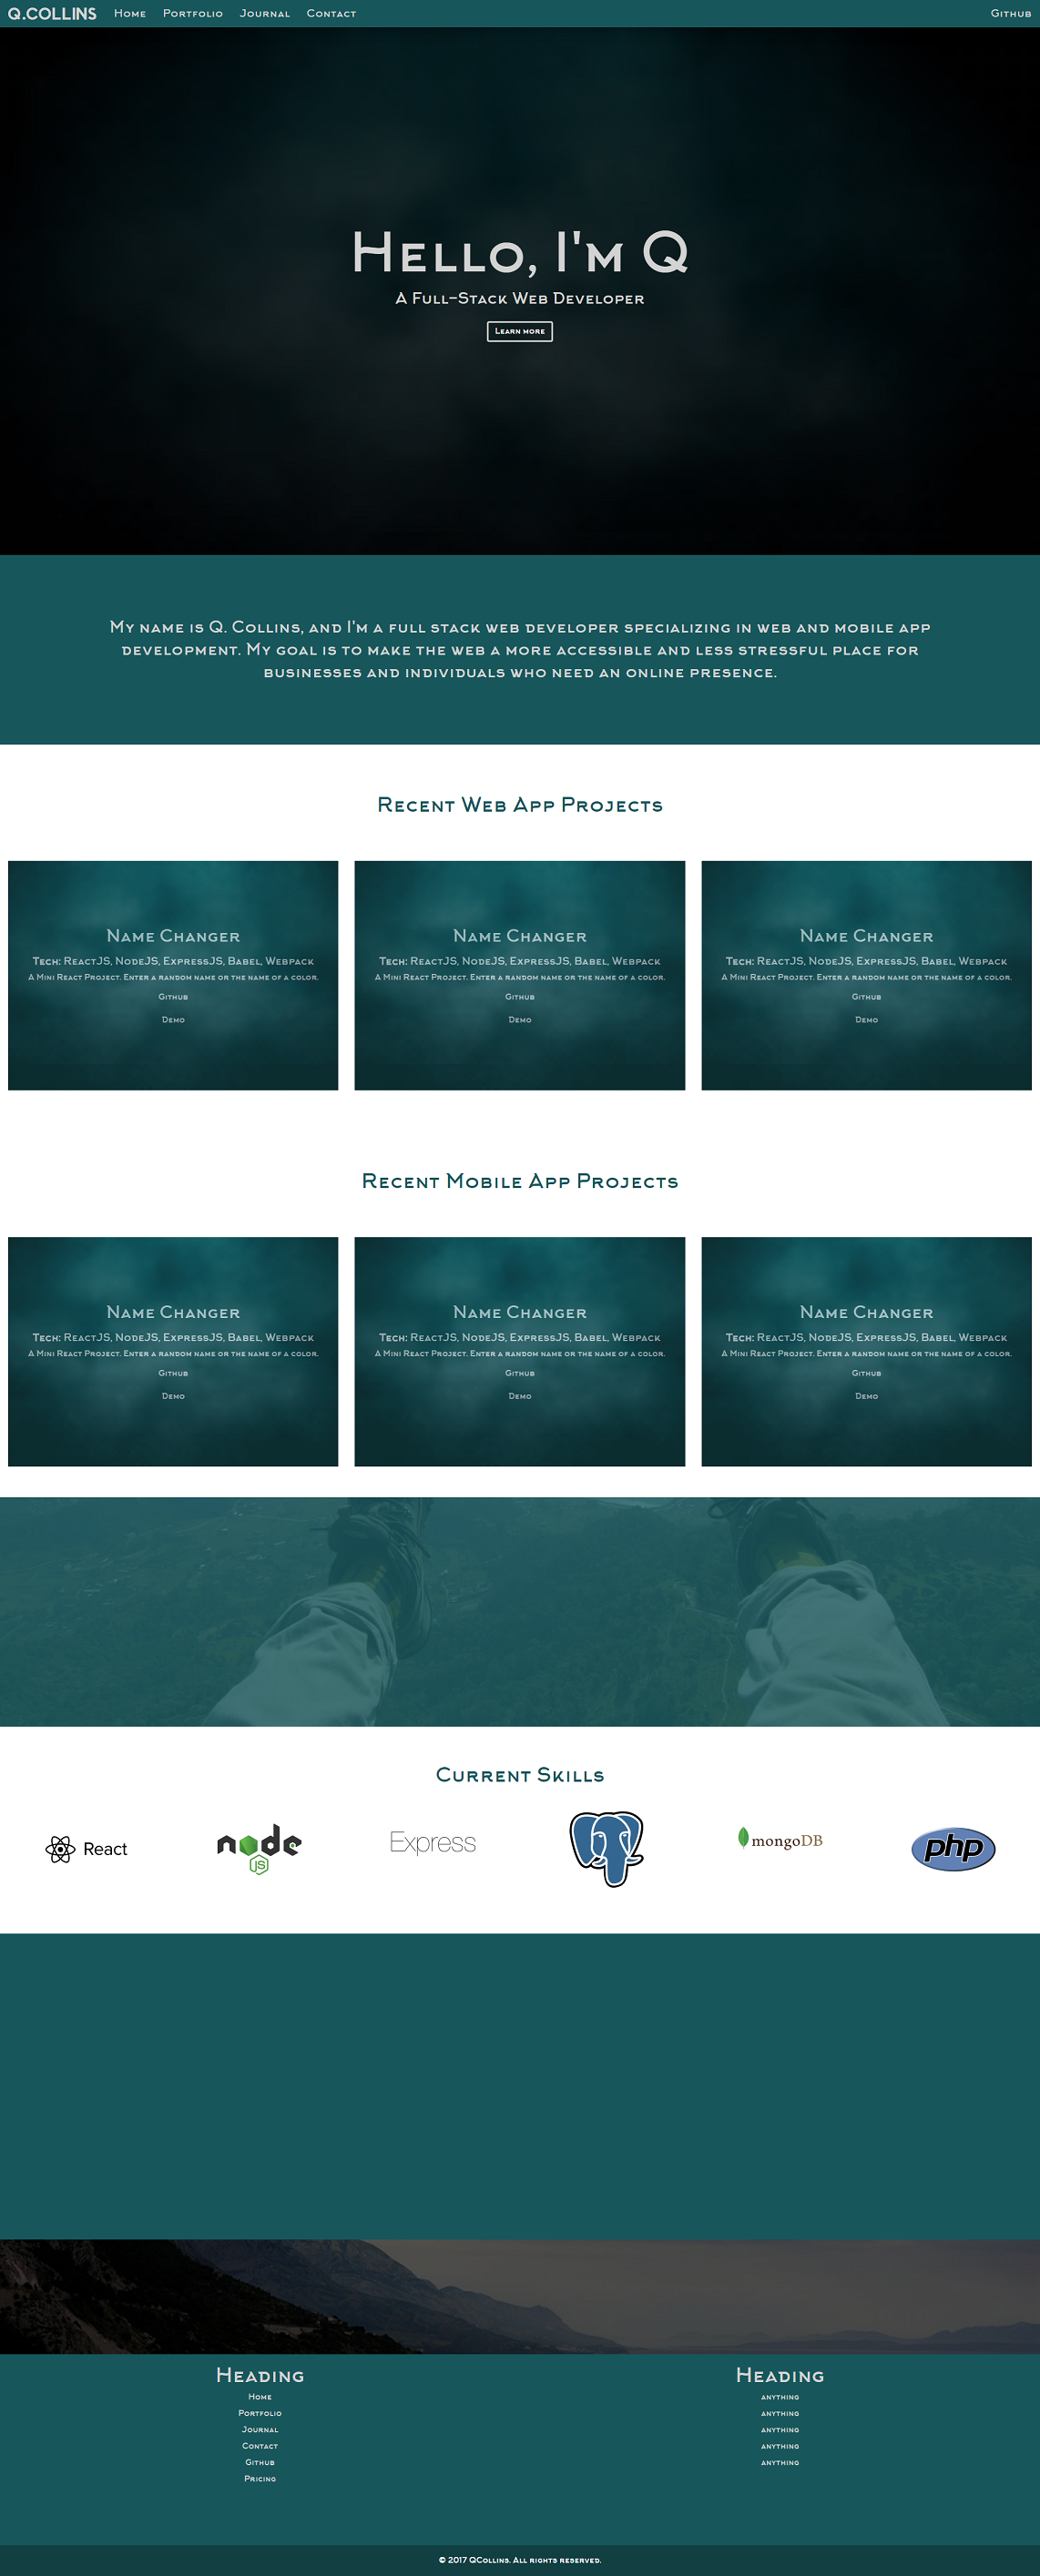 Q.COLLINS Home Portfolio Journal Contact Github
Hello, I'm Q
A Full-Stack Web Developer
Learn more
My name is Q. Collins, and I'm a full stack web developer specializing in web and mobile app
development. My goal is to make the web a more accessible and less stressful place for
businesses and individuals who need an online presence.
Recent Web App Projects
Name Changer
Tech: ReactJS, NodeJS, ExpressJS, Babel, Webpack
A Mini React Project. Enter a random name or the name of a color.
Github
Demo
Name Changer
Tech: ReactJS, NodeJS, ExpressJS, Babel, Webpack
A Mini React Project. Enter a random name or the name of a color.
Github
Demo
Name Changer
Tech: ReactJS, NodeJS, ExpressJS, Babel, Webpack
A Mini React Project. Enter a random name or the name of a color.
Github
Demo
Recent Mobile App Projects
Name Changer
Tech: ReactJS, NodeJS, ExpressJS, Babel, Webpack
A Mini React Project. Enter a random name or the name of a color.
Github
Demo
Name Changer
Tech: ReactJS, NodeJS, ExpressJS, Babel, Webpack
A Mini React Project. Enter a random name or the name of a color.
Github
Demo
Name Changer
Tech: ReactJS, NodeJS, ExpressJS, Babel, Webpack
A Mini React Project. Enter a random name or the name of a color.
Github
Demo
Current Skills
React
node
JS
Express
mongoDB
php
Heading
Home
Portfolio
Journal
Contact
Github
Pricing
Heading
anything
anything
anything
anything
anything
© 2017 QCollins. All rights reserved.